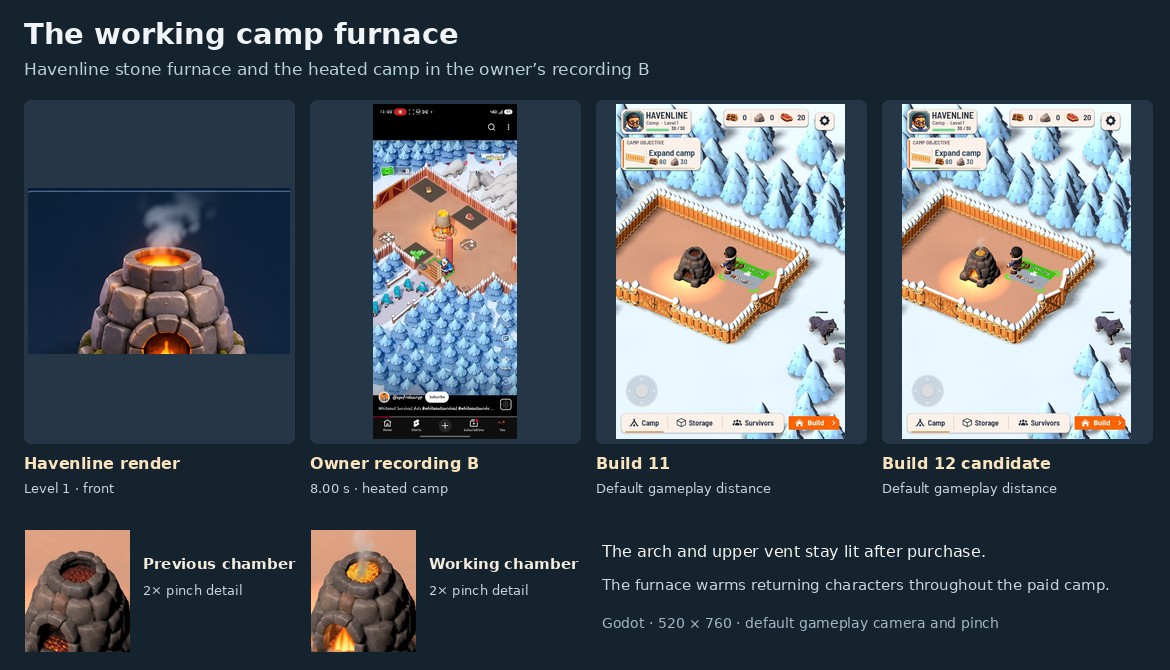 The working camp furnace
Havenline stone furnace and the heated camp in the owner’s recording B
Subscribe
HAVENLINE
Camp · Level 1
30/30
0
0
20
CAMP OBJECTIVE
Expand camp
80
30
Camp
Storage
Survivors
Build
HAVENLINE
Camp · Level 1
30/30
0
0
20
CAMP OBJECTIVE
Expand camp
80
30
Camp
Storage
Survivors
Build
Havenline render
Level 1 · front
Owner recording B
8.00 s · heated camp
Build 11
Default gameplay distance
Build 12 candidate
Default gameplay distance
Previous chamber
2× pinch detail
Working chamber
2× pinch detail
The arch and upper vent stay lit after purchase.
The furnace warms returning characters throughout the paid camp.
Godot · 520 × 760 · default gameplay camera and pinch